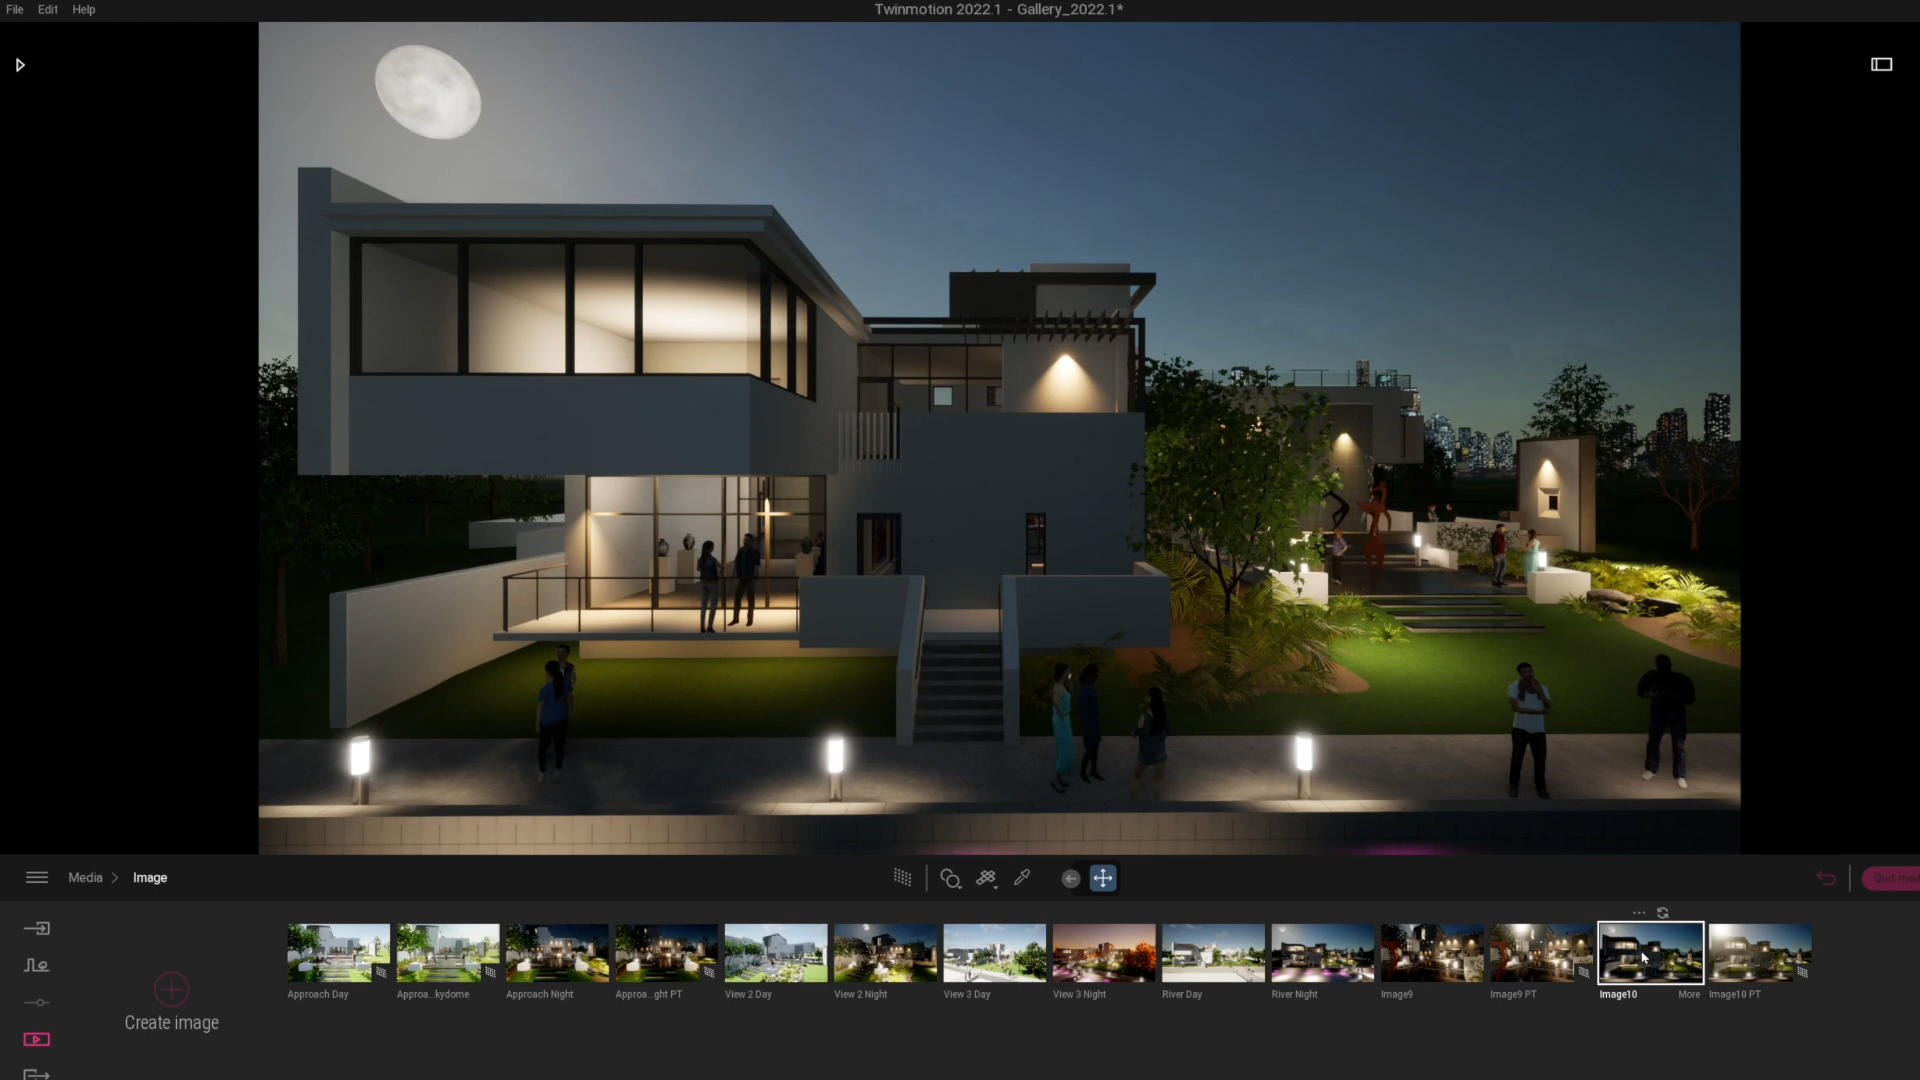 File Edit Help
Twinmotion 2022.1 - Gallery_2022.1*
Media > Image
Quit med
Create image
Approach Day
Approa...kydome
Approach Night
Approa...ght PT
View 2 Day
View 2 Night
View 3 Day
View 3 Night
River Day
River Night
Image9
Image9 PT
Image10
More
Image10 PT